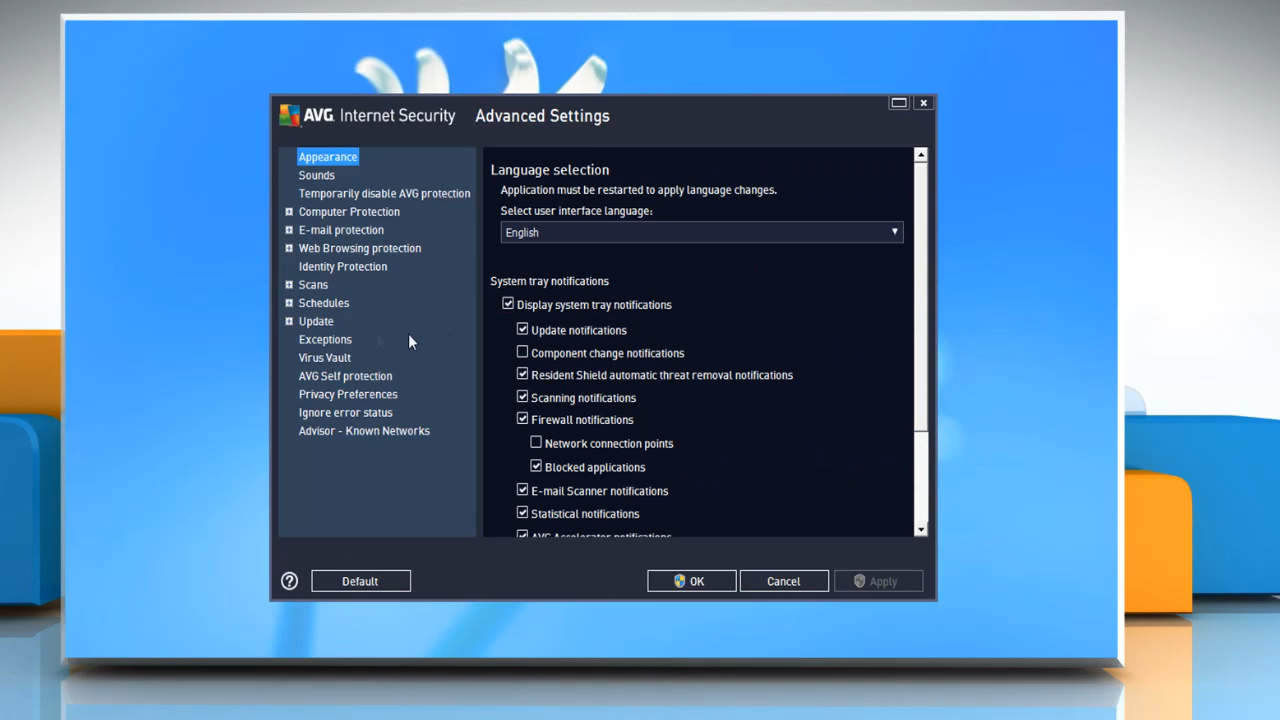 AVG. Internet Security Advanced Settings
Appearance
Sounds
Temporarily disable AVG protection
Computer Protection
E-mail protection
Web Browsing protection
Identity Protection
Scans
Schedules
Update
Exceptions
Virus Vault
AVG Self protection
Privacy Preferences
Ignore error status
Advisor - Known Networks
Language selection
Application must be restarted to apply language changes.
Select user interface language:
English
System tray notifications
Display system tray notifications
Update notifications
Component change notifications
Resident Shield automatic threat removal notifications
Scanning notifications
Firewall notifications
Network connection points
Blocked applications
E-mail Scanner notifications
Statistical notifications
AVG Accelerator notifications
? Default OK Cancel Apply